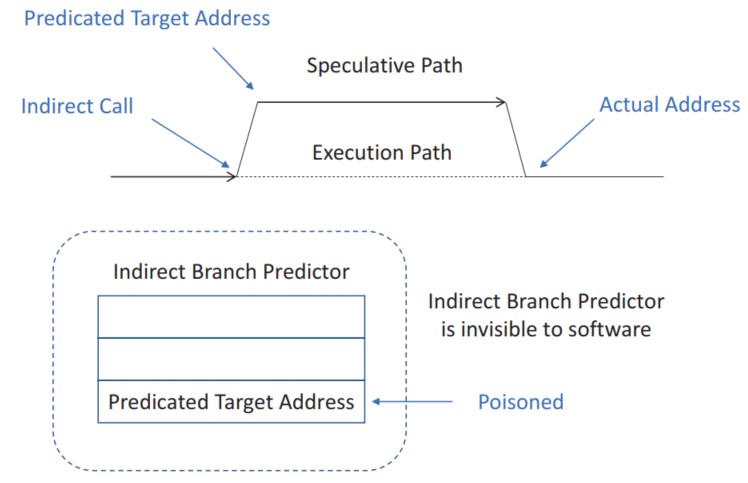 Predicated Target Address
Speculative Path
Indirect Call
Actual Address
Execution Path
Indirect Branch Predictor
Indirect Branch Predictor
is invisible to software
Predicated Target Address
Poisoned